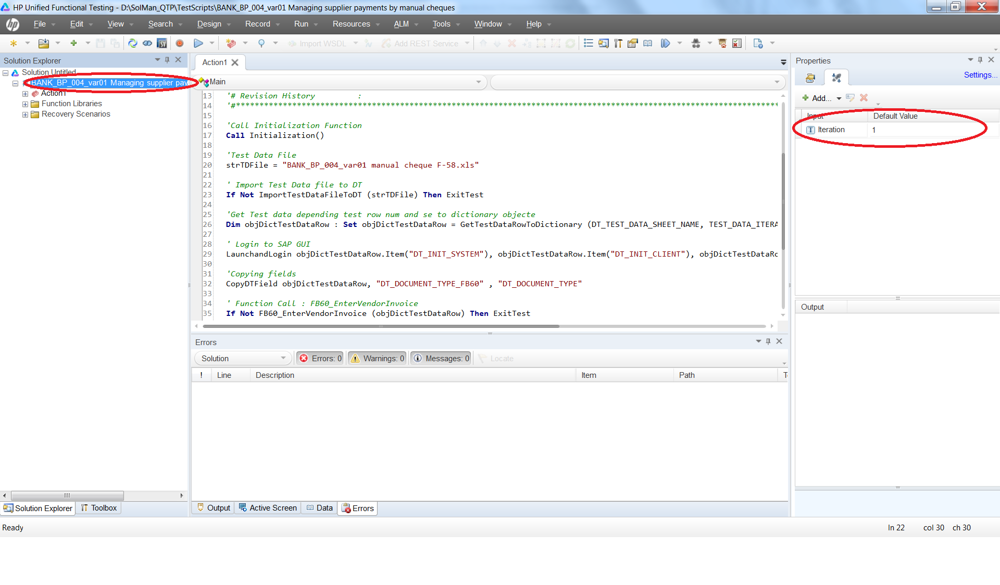 HP Unified Functional Testing - D:\SolMan_QTP\TestScripts\BANK_BP_004_var01 Managing supplier payments by manual cheques
hp File Edit View Search Design Record Run Resources ALM Tools Window Help
Import WSDL Add REST Service
Solution Explorer
Solution Untitled
BANK_BP_004_var01 Managing supplier pay
Action1
Function Libraries
Recovery Scenarios
Solution Explorer Toolbox
Action1
Main
13 '# Revision History :
14 '#********************************************************************************************************************
15
16 'Call Initialization Function
17 Call Initialization()
18
19 'Test Data File
20 strTDFile = "BANK_BP_004_var01 manual cheque F-58.xls"
21
22 ' Import Test Data file to DT
23 If Not ImportTestDataFileToDT (strTDFile) Then ExitTest
24
25 'Get Test data depending test row num and se to dictionary objecte
26 Dim objDictTestDataRow : Set objDictTestDataRow = GetTestDataRowToDictionary (DT_TEST_DATA_SHEET_NAME, TEST_DATA_ITERA
27
28 ' Login to SAP GUI
29 LaunchandLogin objDictTestDataRow.Item("DT_INIT_SYSTEM"), objDictTestDataRow.Item("DT_INIT_CLIENT"), objDictTestDataRo
30
31 'Copying fields
32 CopyDTField objDictTestDataRow, "DT_DOCUMENT_TYPE_FB60" , "DT_DOCUMENT_TYPE"
33
34 ' Function Call : FB60_EnterVendorInvoice
35 If Not FB60_EnterVendorInvoice (objDictTestDataRow) Then ExitTest
Errors
Solution Errors: 0 Warnings: 0 Messages: 0 Locate
! Line Description Item Path T
Output Active Screen Data Errors
Properties
Settings...
Add...
Input Default Value
Iteration 1
Output
Ready ln 22 col 30 ch 30